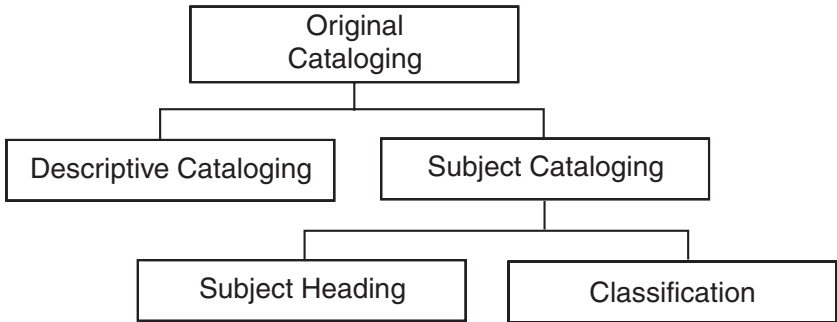 Original
Cataloging
Descriptive Cataloging
Subject Cataloging
Subject Heading
Classification